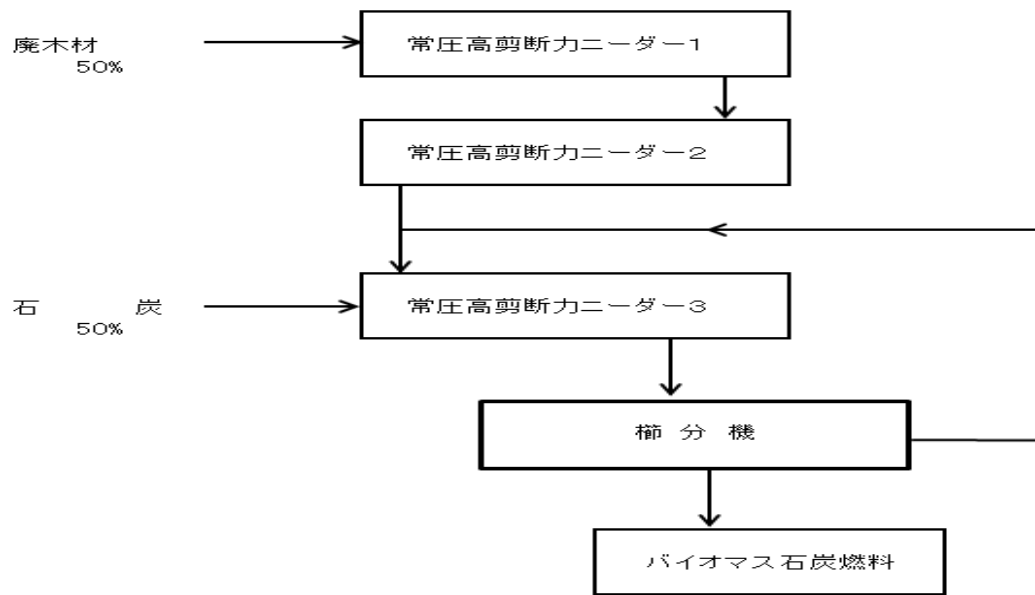 廃木材
50%
常圧高剪断力ニーダー1
常圧高剪断力ニーダー2
石 炭
50%
常圧高剪断力ニーダー3
櫛 分 機
バイオマス石炭燃料